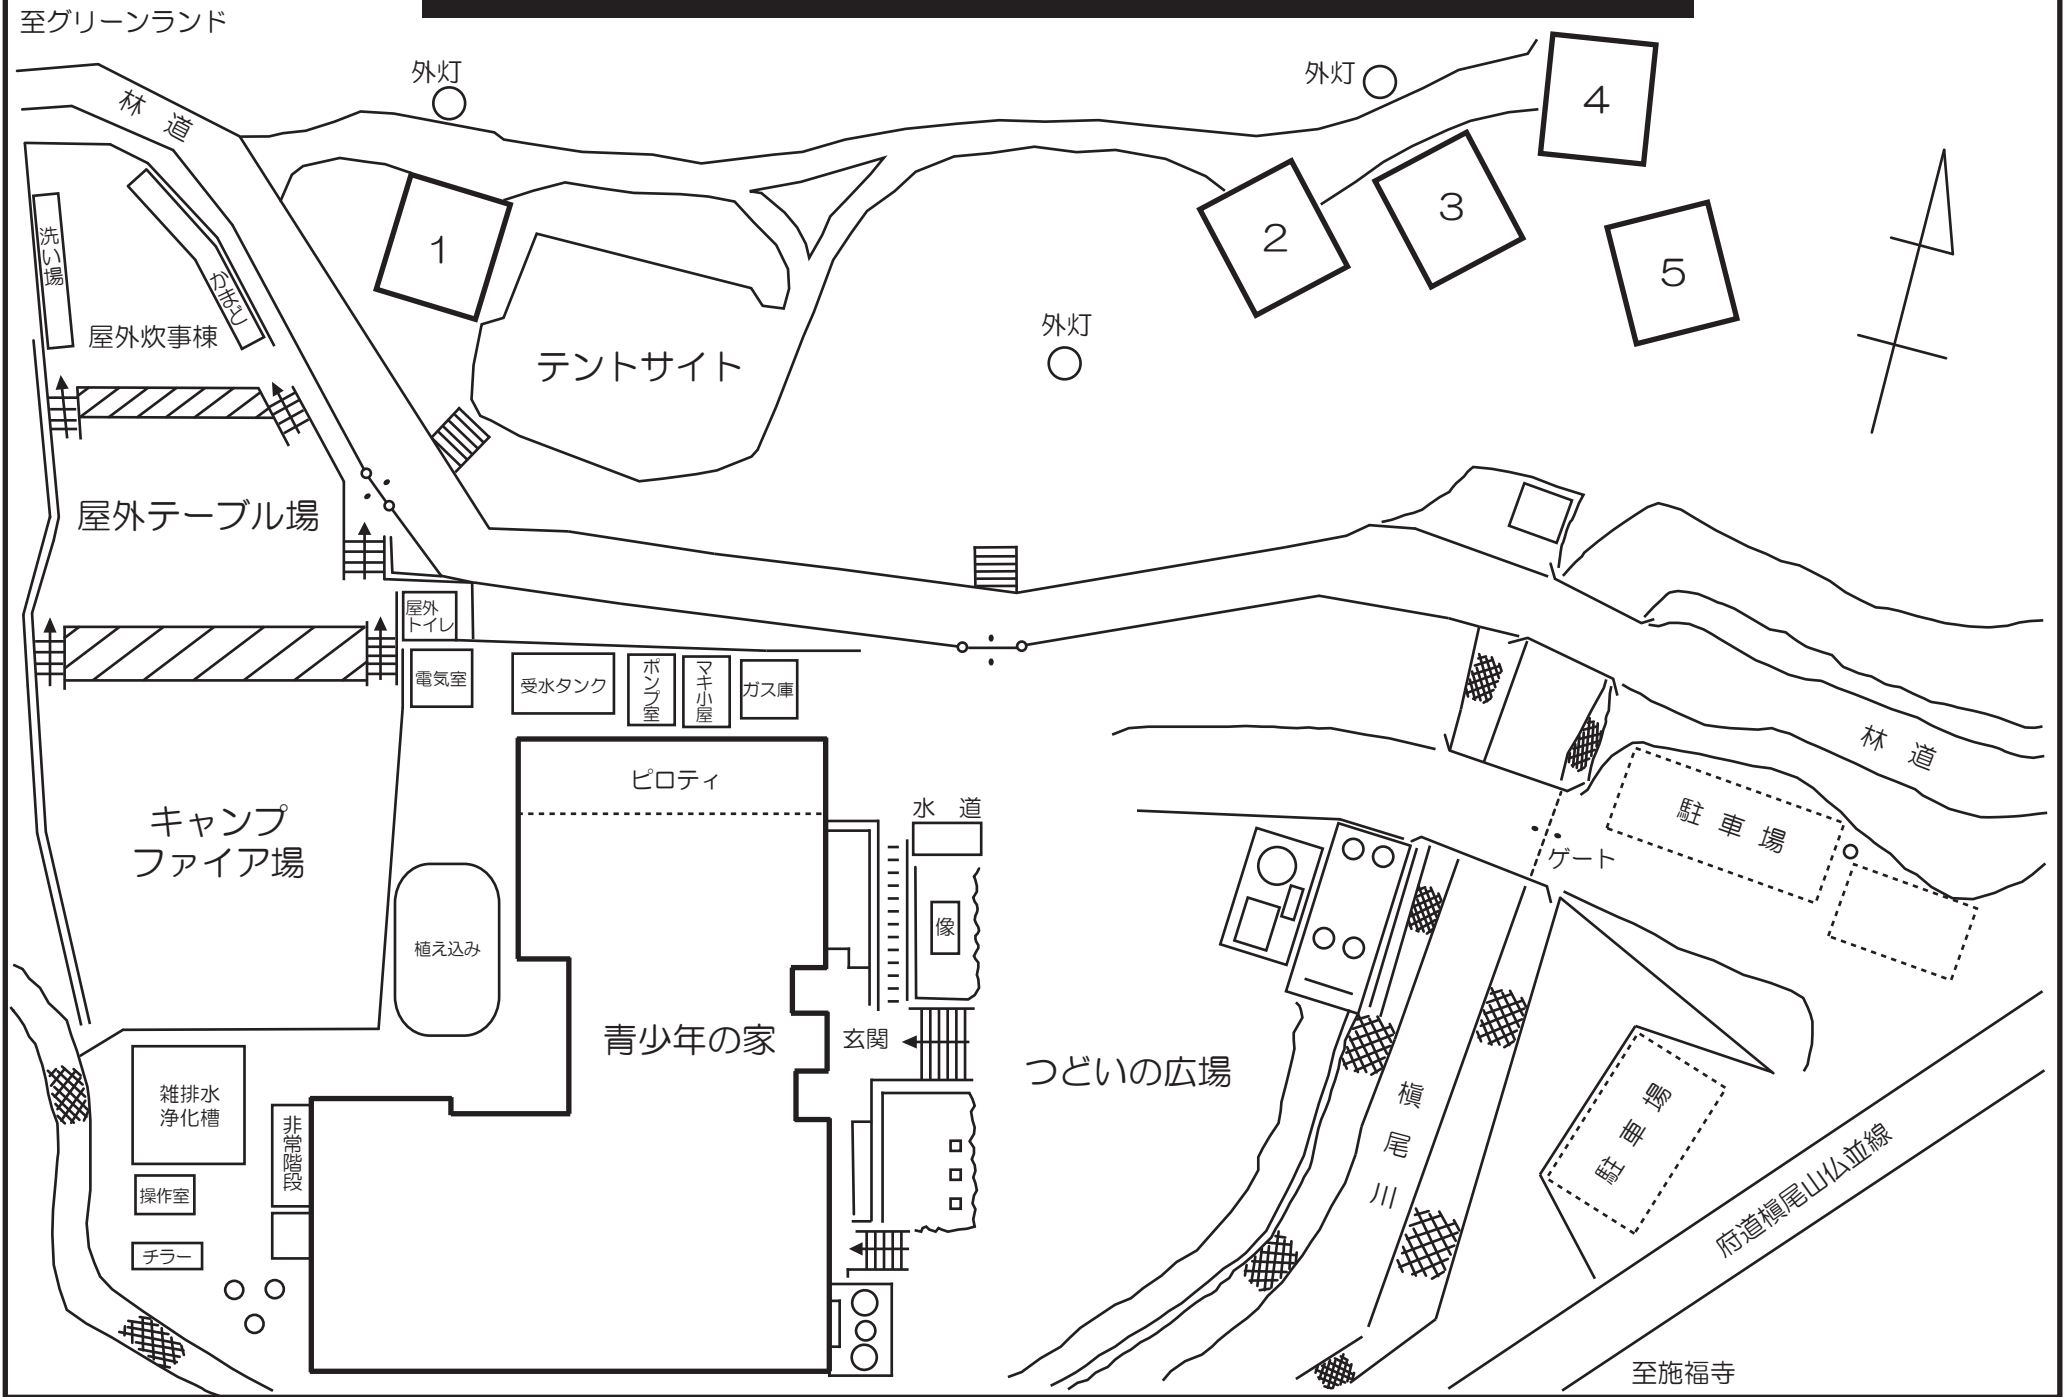 至グリーンランド
外灯
外灯
林道
4
3
2
1
5
洗い場
かまど
屋外炊事棟
外灯
テントサイト
屋外テーブル場
屋外
トイレ
電気室
受水タンク
ポンプ室
マキ小屋
ガス庫
林道
ピロティ
水道
駐車場
キャンプ
ファイア場
ゲート
植え込み
像
青少年の家
玄関
つどいの広場
槇尾川
駐車場
雑排水
浄化槽
非常階段
操作室
チラー
府道槇尾山仏並線
至施福寺